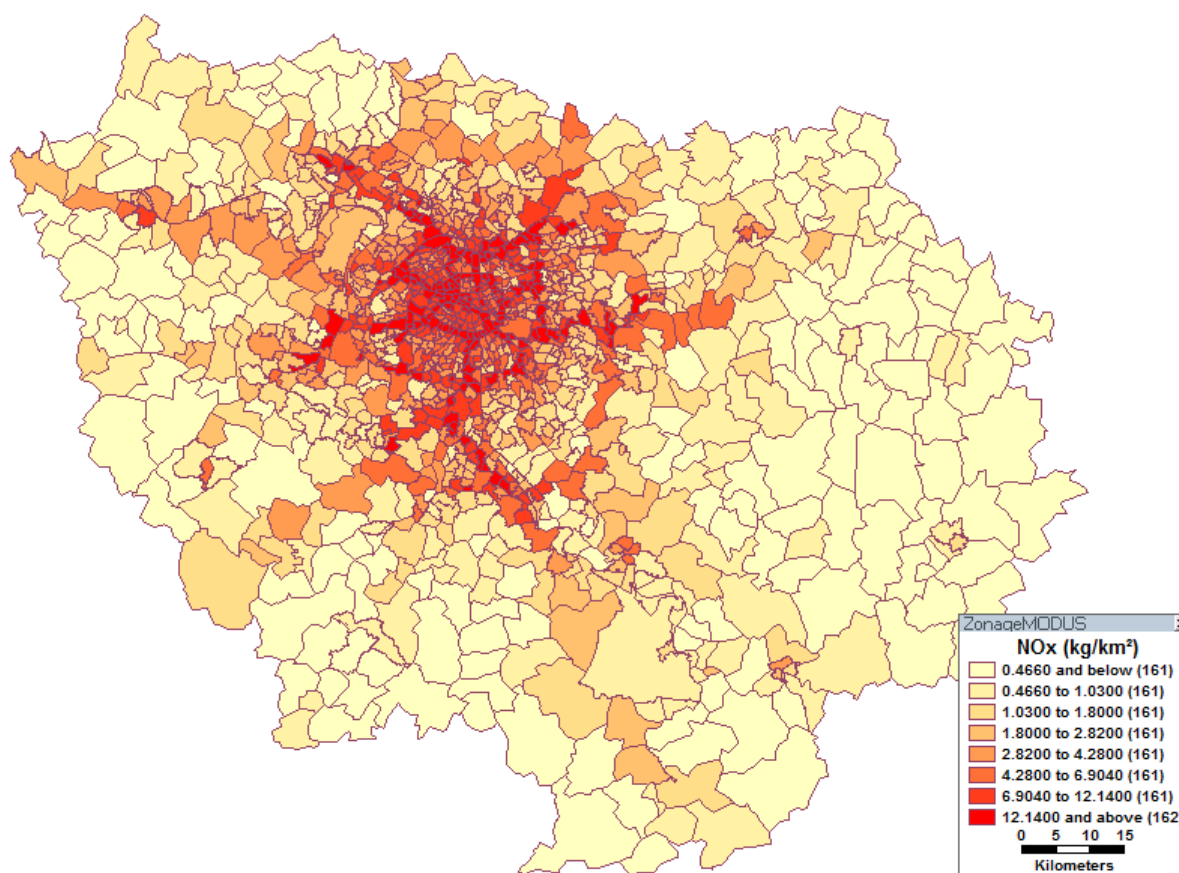 ZonageMODUS
NOx (kg/km²)
0.4660 and below (161)
0.4660 to 1.0300 (161)
1.0300 to 1.8000 (161)
1.8000 to 2.8200 (161)
2.8200 to 4.2800 (161)
4.2800 to 6.9040 (161)
6.9040 to 12.1400 (161)
12.1400 and above (162
0 5 10 15
Kilometers